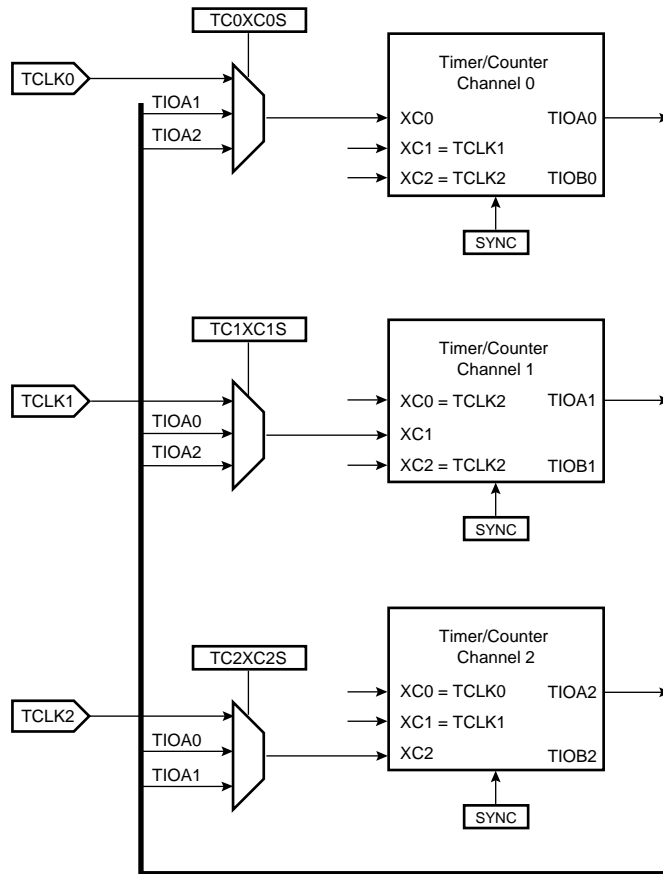 TC0XC0S
TCLK0
TIOA1
TIOA2
Timer/Counter
Channel 0
XC0
TIOA0
XC1 = TCLK1
XC2 = TCLK2
TIOB0
SYNC
TC1XC1S
TCLK1
TIOA0
TIOA2
Timer/Counter
Channel 1
XC0 = TCLK2
TIOA1
XC1
XC2 = TCLK2
TIOB1
SYNC
TC2XC2S
TCLK2
TIOA0
TIOA1
Timer/Counter
Channel 2
XC0 = TCLK0
TIOA2
XC1 = TCLK1
XC2
TIOB2
SYNC